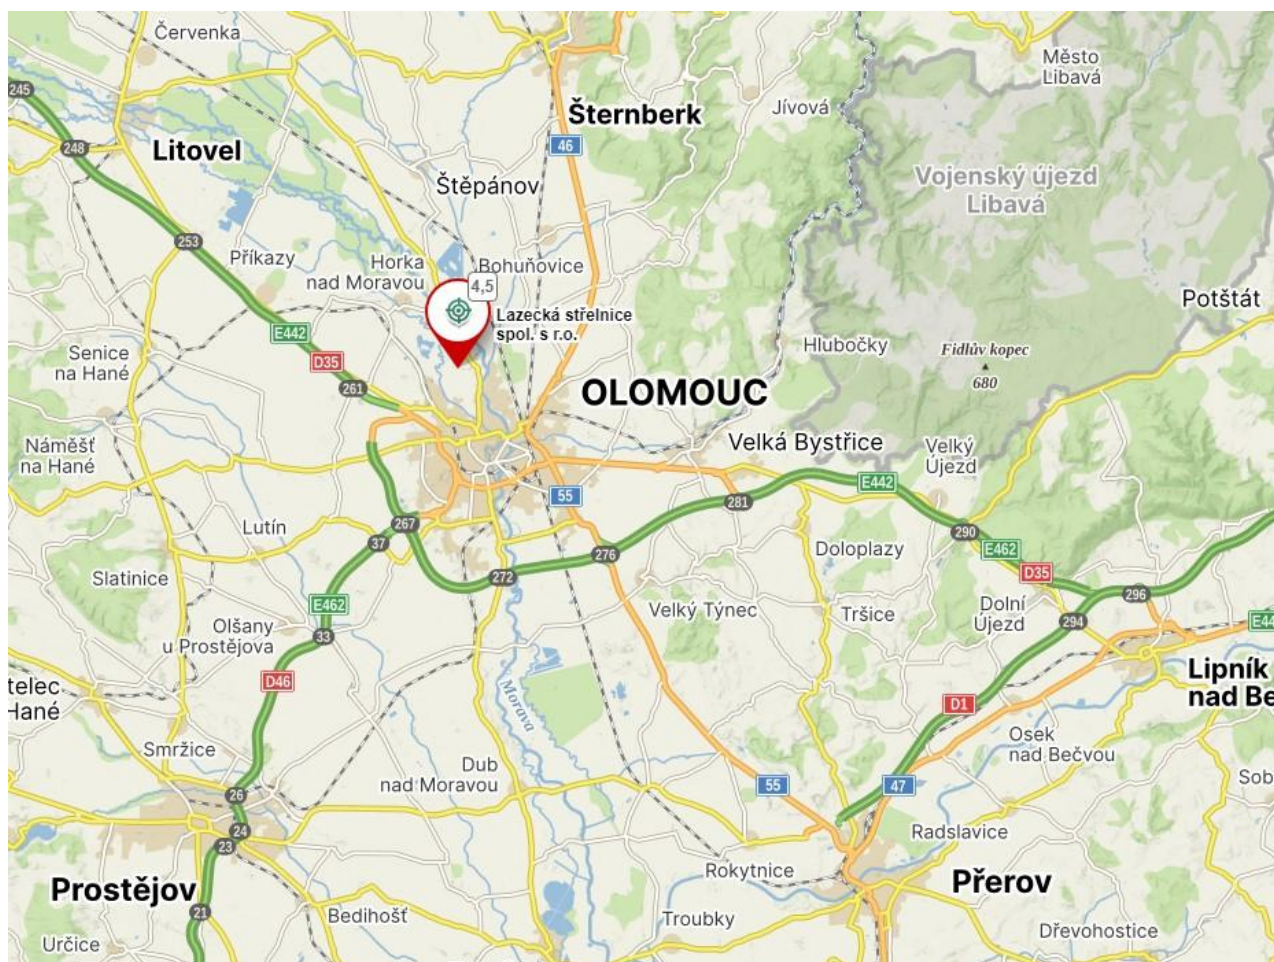 Červenka
Město
Libavá
245
Šternberk
Jívová
46
248
Litovel
Štěpánov
Vojenský újezd
Libavá
253
Příkazy
Horka
nad Moravou
Bohuňovice
4,5
Potštát
Lazecká střelnice
spol. s r.o.
E442
Hlubočky
Fidlův kopec
680
Senice
na Hané
D35
261
OLOMOUC
Náměšť
na Hané
Velká Bystřice
Velký
Újezd
E442
55
281
Lutín
267
290
37
276
Doloplazy
E462
Slatinice
272
D35
E462
296
Velký Týnec
Tršice
Dolní
Újezd
294
E44
Olšany
u Prostějova
33
telec
Hané
D46
Lipník
nad Be
Morava
D1
Smržice
Osek
nad Bečvou
Dub
nad Moravou
55
47
Sob
26
24
23
Radslavice
Rokytnice
Prostějov
Přerov
21
Bedihošť
Troubky
Dřevohostice
Určice